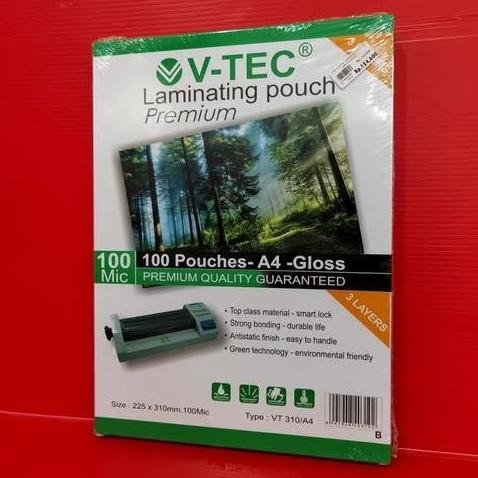 V-TEC®
Laminating pouch
Premium
100
Mic
100 Pouches- A4 -Gloss
PREMIUM QUALITY GUARANTEED
3 LAYERS
• Top class material - smart lock
• Strong bonding - durable life
• Antistatic finish - easy to handle
• Green technology - environmental friendly
Size : 225 x 310mm.100Mic
Type : VT 310/A4
B